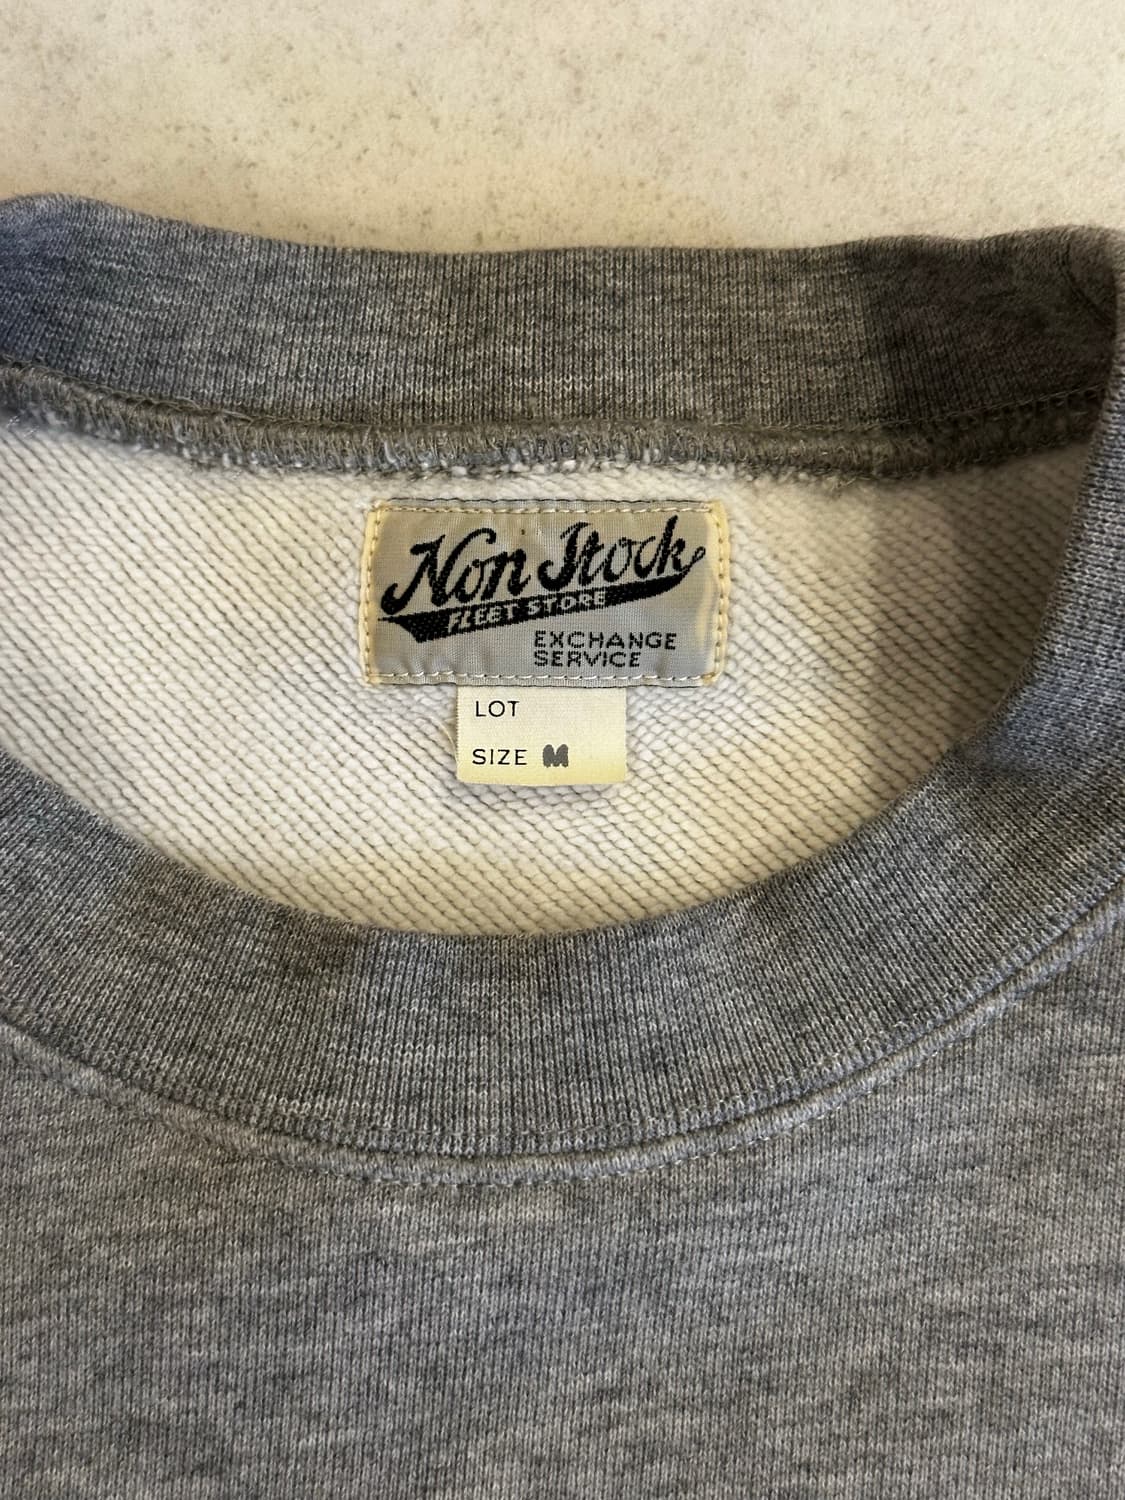 Non Stock
FLEET STORE
EXCHANGE
SERVICE
LOT
SIZE M